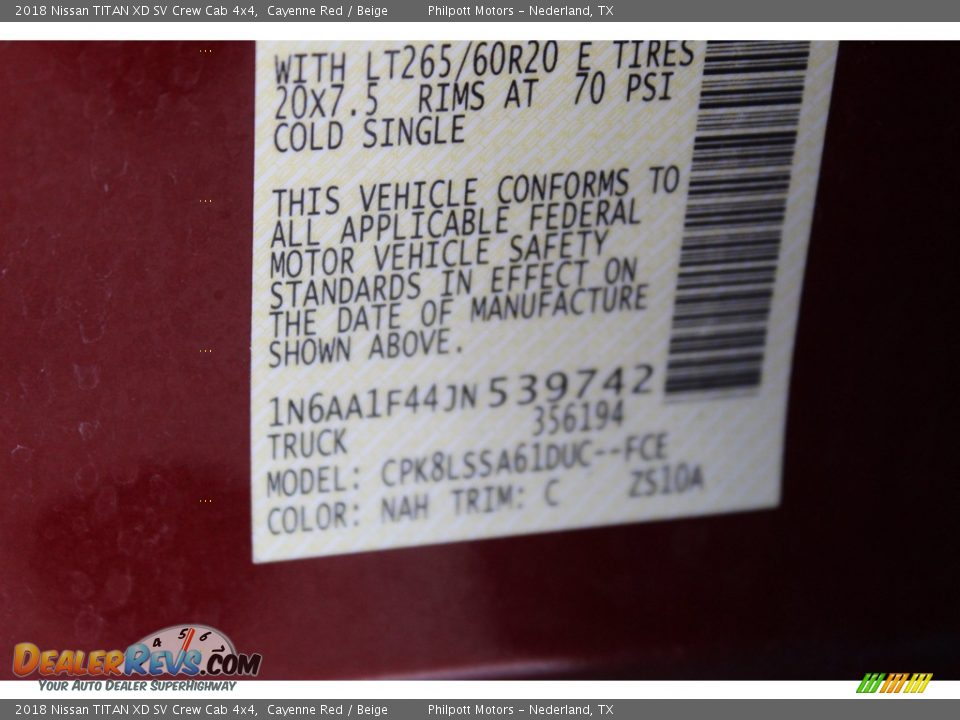 2018 Nissan TITAN XD SV Crew Cab 4x4, Cayenne Red / Beige Philpott Motors – Nederland, TX
WITH LT265/60R20 E TIRES
20X7.5 RIMS AT 70 PSI
COLD SINGLE
THIS VEHICLE CONFORMS TO
ALL APPLICABLE FEDERAL
MOTOR VEHICLE SAFETY
STANDARDS IN EFFECT ON
THE DATE OF MANUFACTURE
SHOWN ABOVE.
1N6AA1F44JN539742
356194
TRUCK
MODEL: CPK8LSSA61DUC--FCE
COLOR: NAH TRIM: C ZS10A
4 5 6
DealerRevs.com
Your Auto Dealer SuperHighway
2018 Nissan TITAN XD SV Crew Cab 4x4, Cayenne Red / Beige Philpott Motors – Nederland, TX